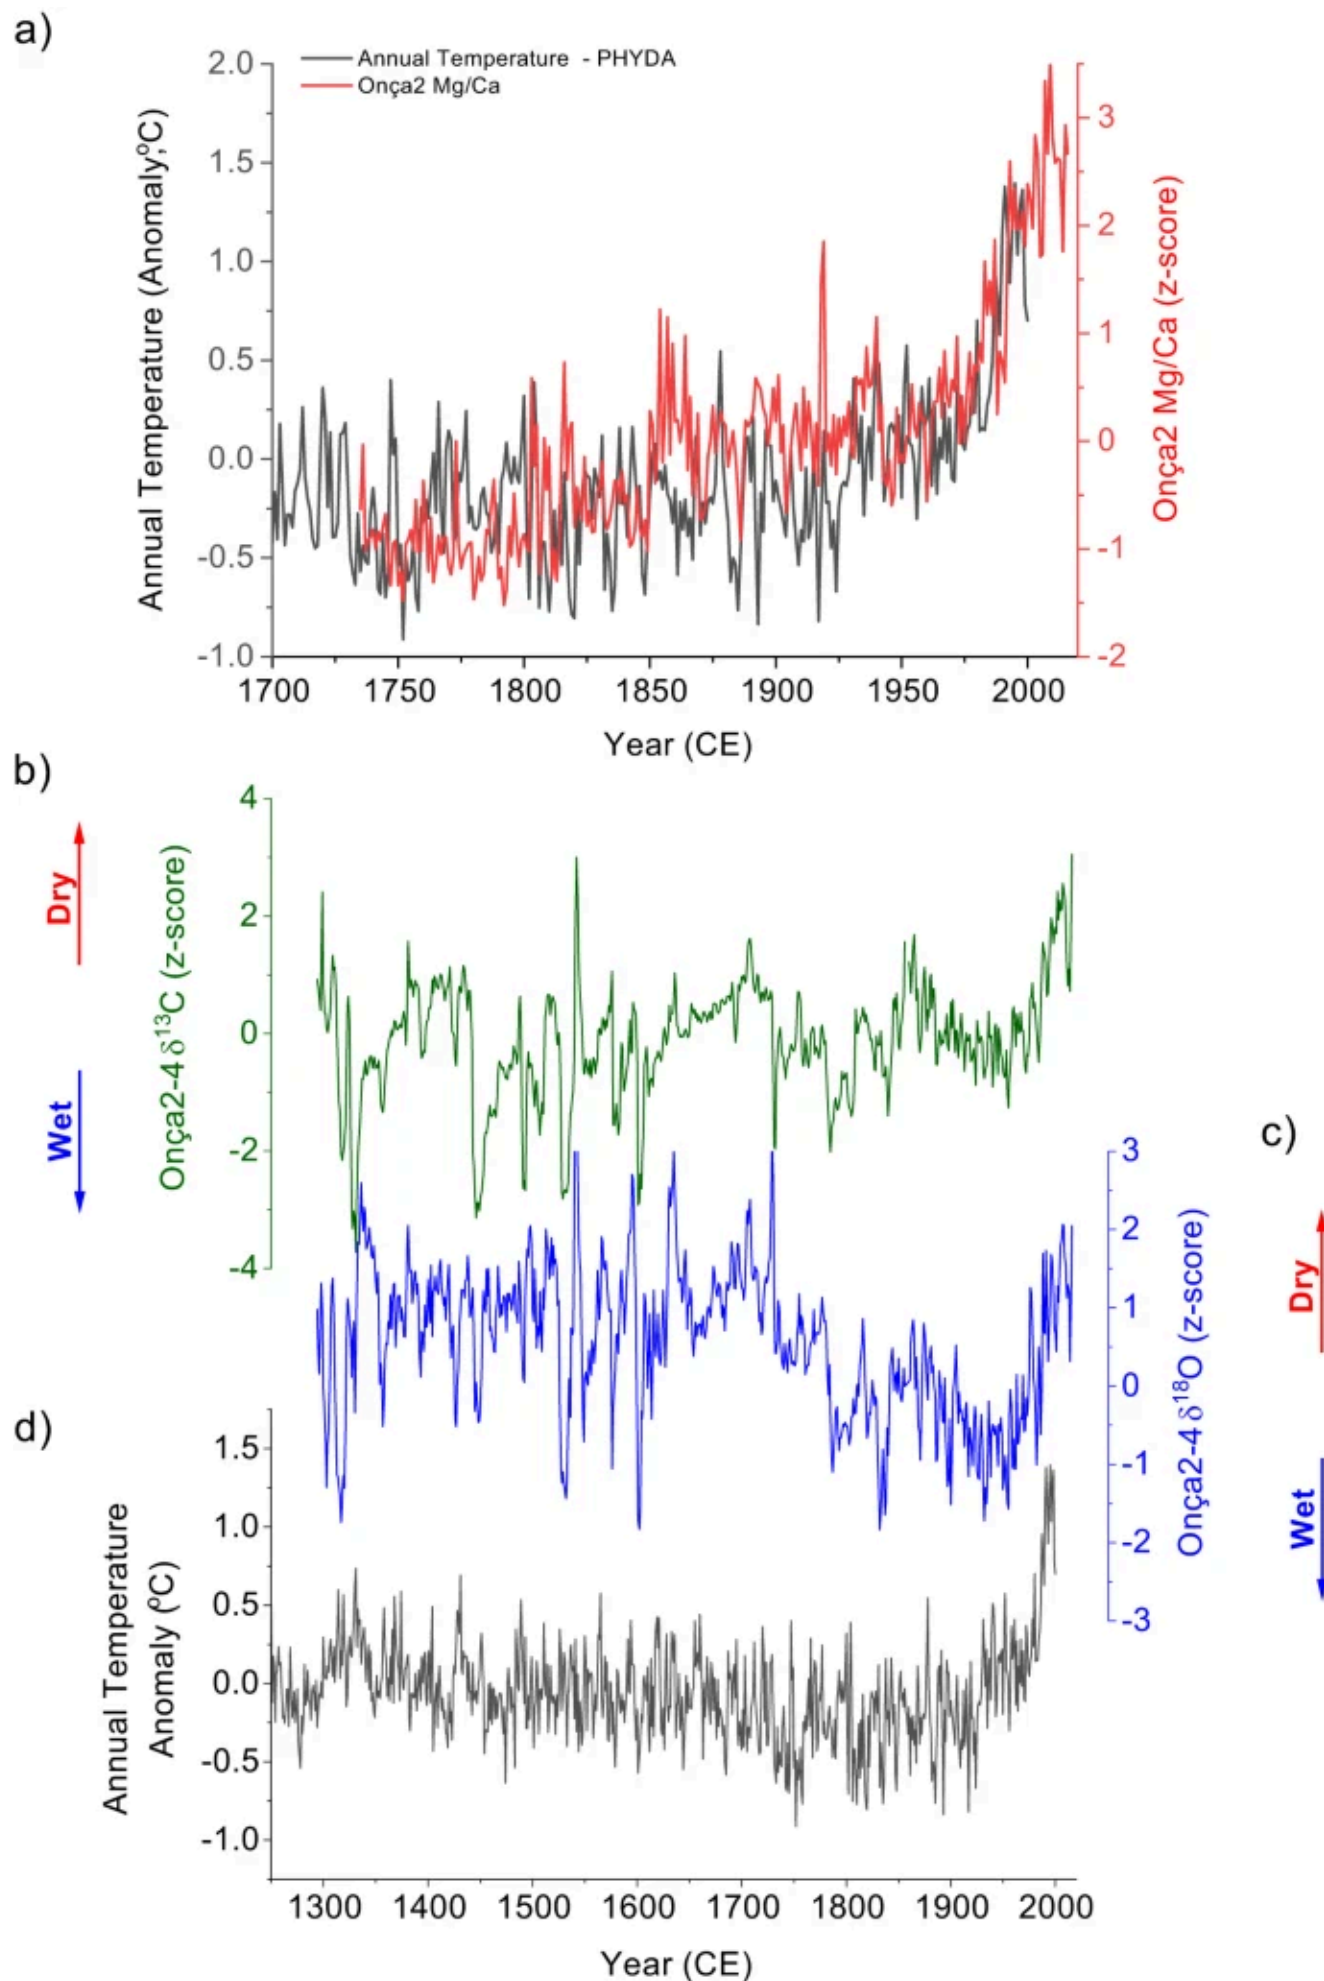 a)
Annual Temperature - PHYDA
Onça2 Mg/Ca
2.0
1.5
1.0
0.5
0.0
-0.5
-1.0
Annual Temperature (Anomaly,ºC)
3
2
1
0
-1
-2
Onça2 Mg/Ca (z-score)
1700 1750 1800 1850 1900 1950 2000
Year (CE)
b)
Dry
Wet
4
2
0
-2
-4
Onça2-4 δ¹³C (z-score)
c)
Dry
Wet
3
2
1
0
-1
-2
-3
Onça2-4 δ¹⁸O (z-score)
d)
1.5
1.0
0.5
0.0
-0.5
-1.0
Annual Temperature
Anomaly (ºC)
1300 1400 1500 1600 1700 1800 1900 2000
Year (CE)